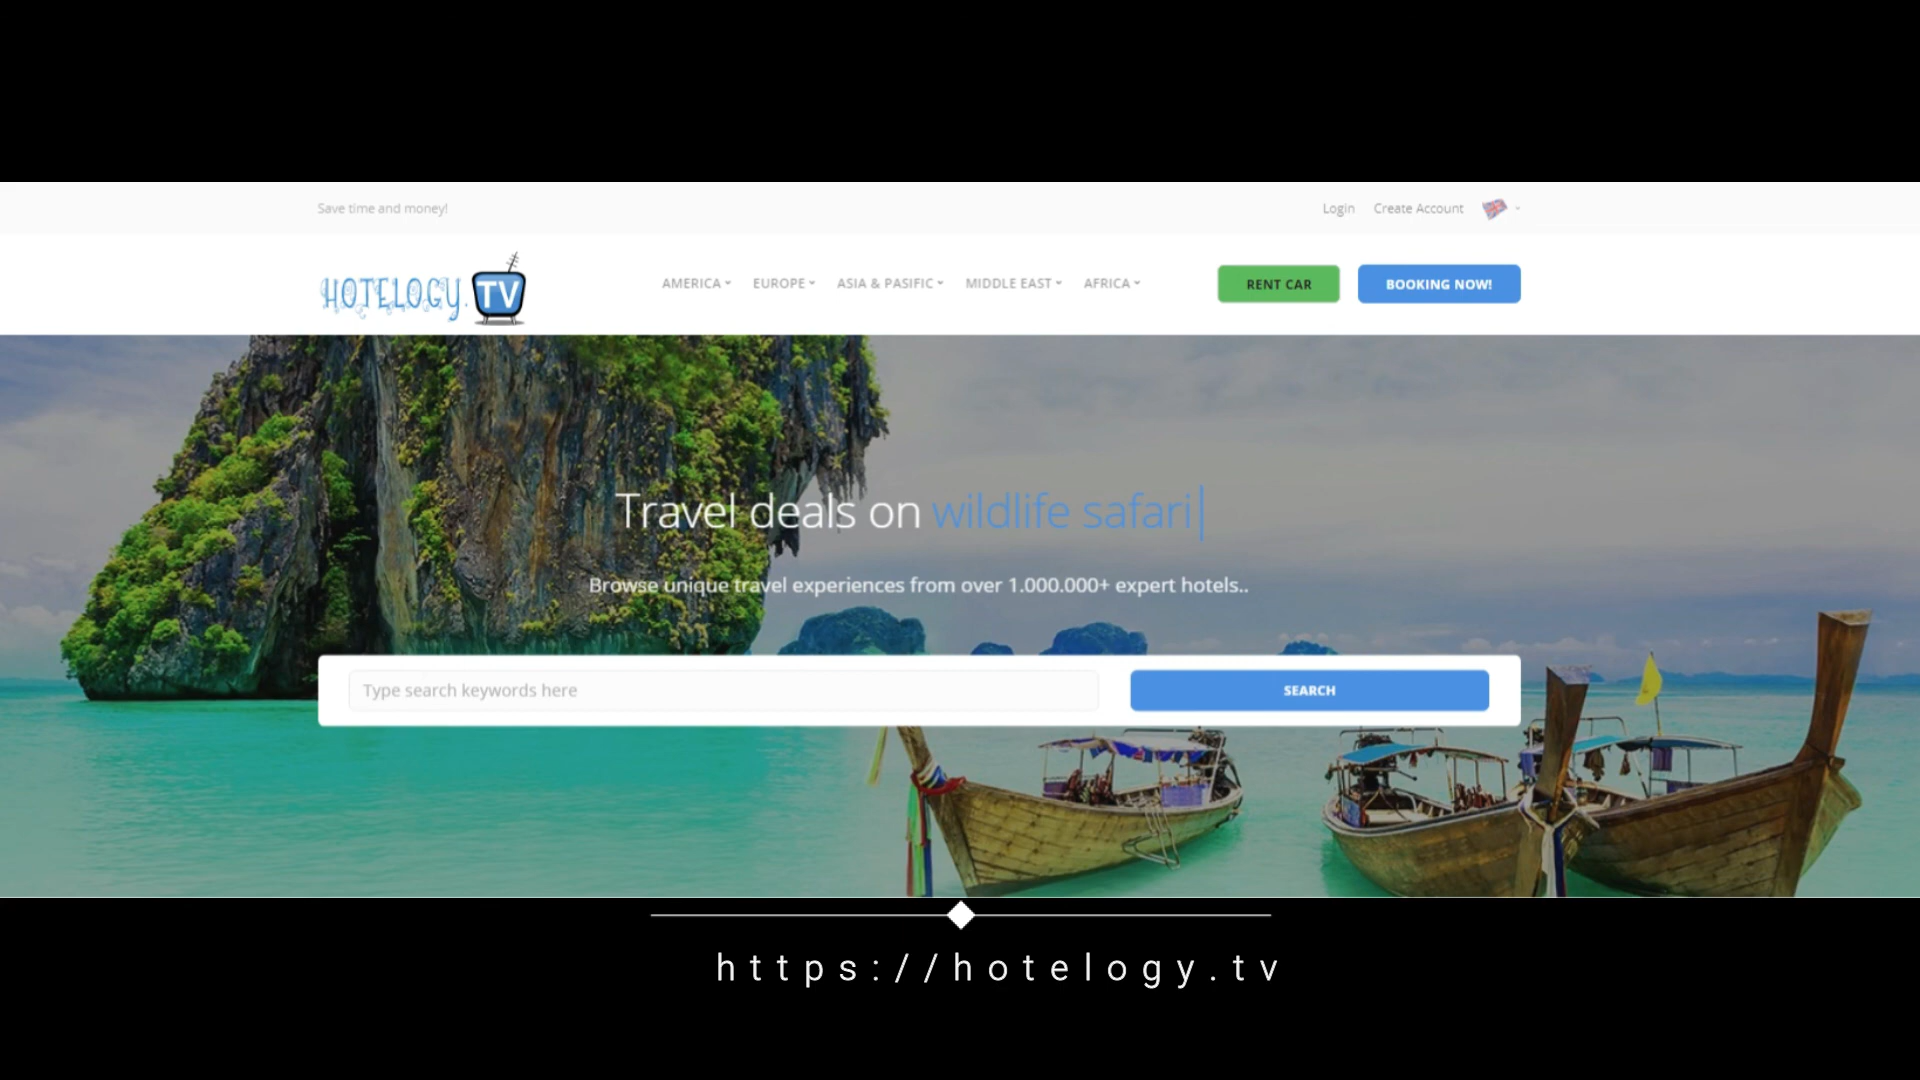 Save time and money!
Login Create Account
HOTELOGY.TV
AMERICA EUROPE ASIA & PASIFIC MIDDLE EAST AFRICA
RENT CAR
BOOKING NOW!
Travel deals on wildlife safari
Browse unique travel experiences from over 1.000.000+ expert hotels..
Type search keywords here
SEARCH
https://hotelogy.tv